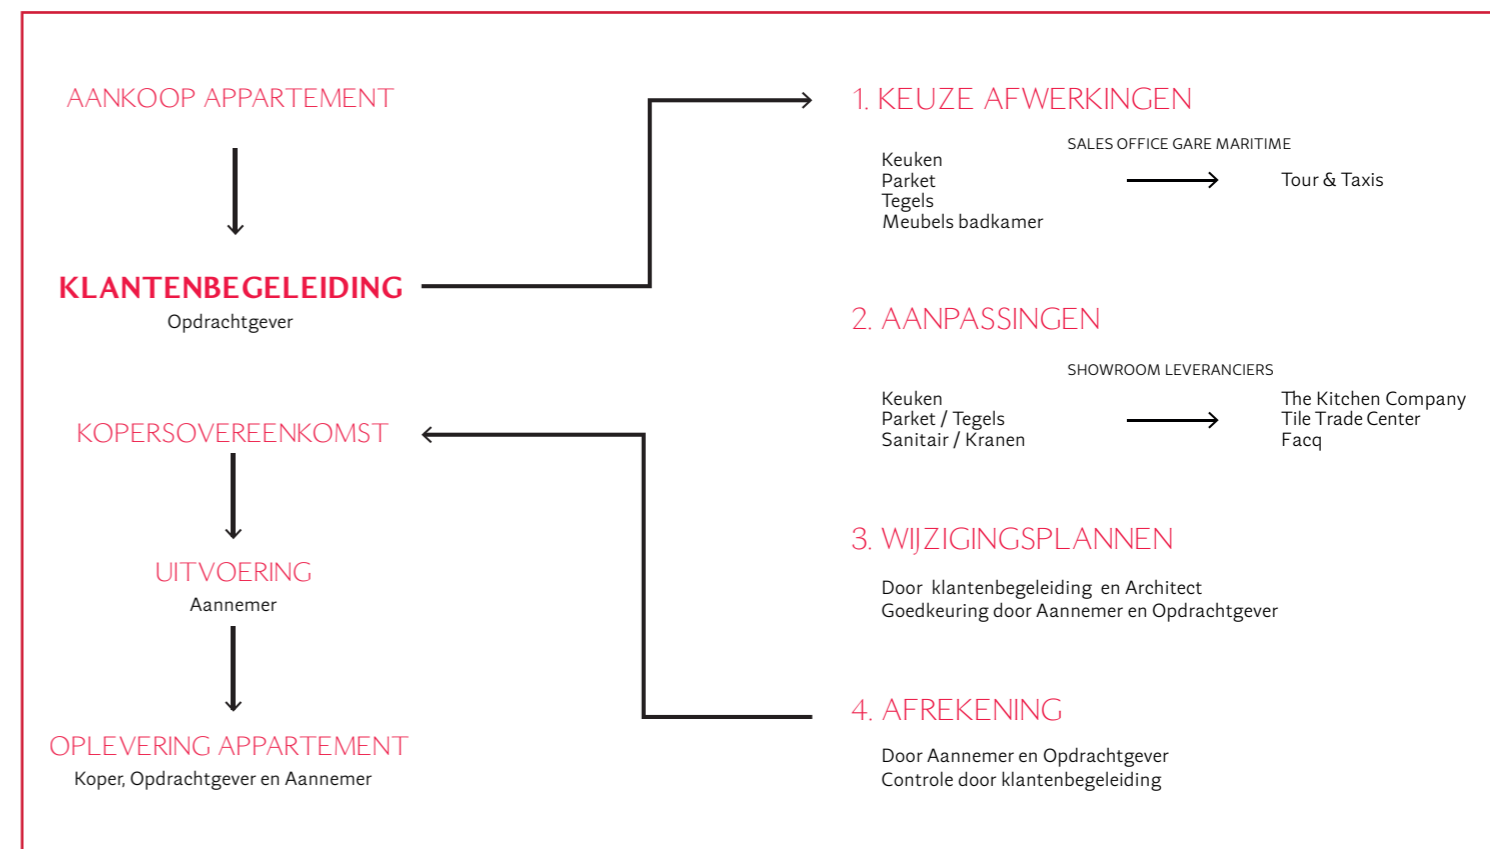 AANKOOP APPARTEMENT
KLANTENBEGELEIDING
Opdrachtgever
KOPERSOVEREENKOMST
UITVOERING
Aannemer
OPLEVERING APPARTEMENT
Koper, Opdrachtgever en Aannemer
1. KEUZE AFWERKINGEN
SALES OFFICE GARE MARITIME
Keuken
Parket
Tegels
Meubels badkamer
Tour & Taxis
2. AANPASSINGEN
SHOWROOM LEVERANCIERS
Keuken
Parket / Tegels
Sanitair / Kranen
The Kitchen Company
Tile Trade Center
Facq
3. WIJZIGINGSPLANNEN
Door klantenbegeleiding en Architect
Goedkeuring door Aannemer en Opdrachtgever
4. AFREKENING
Door Aannemer en Opdrachtgever
Controle door klantenbegeleiding